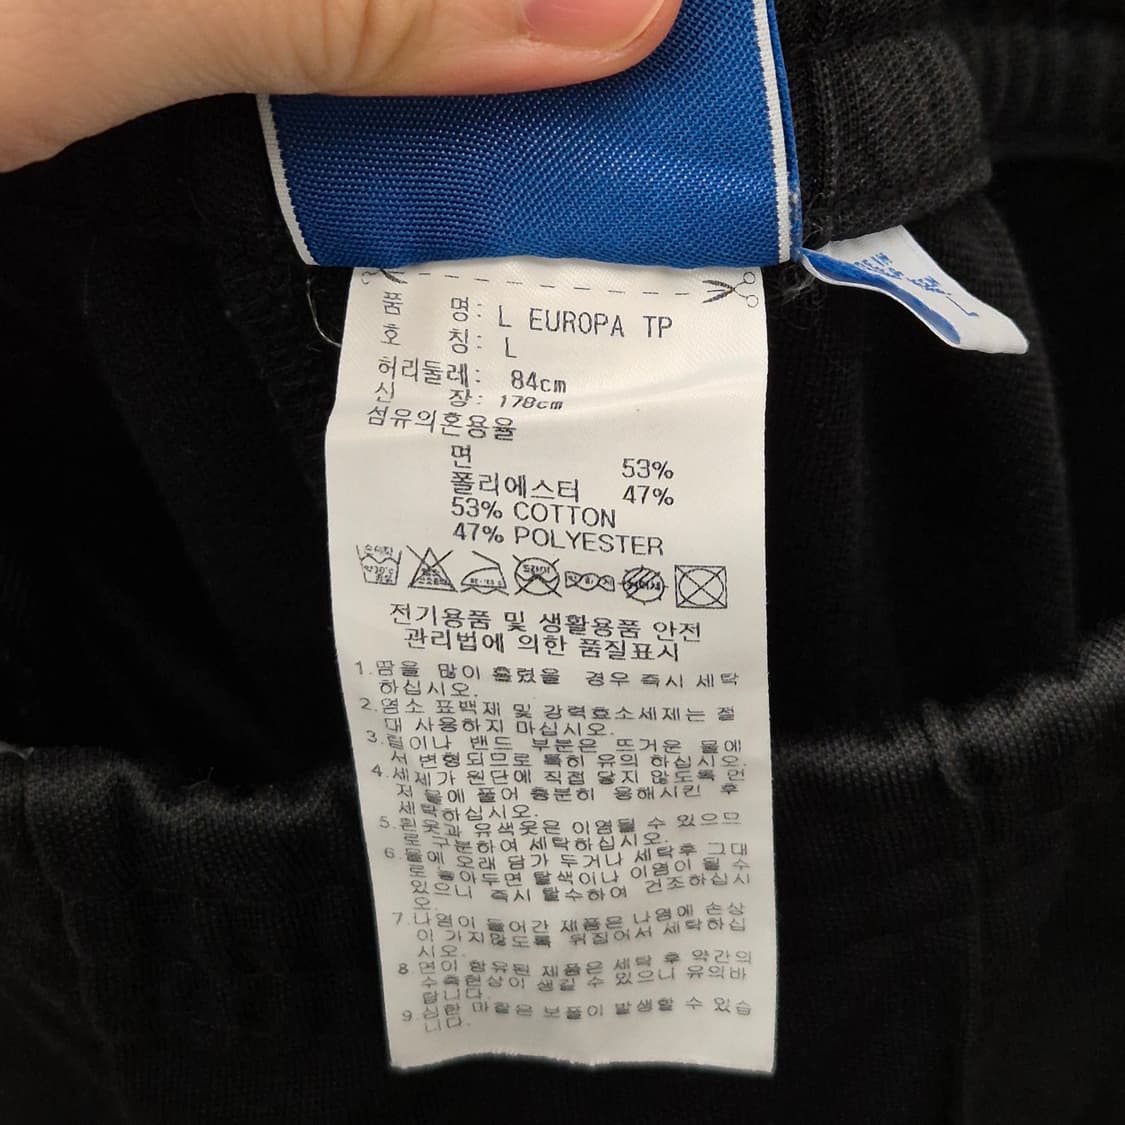 품 명: L EUROPA TP
호 칭: L
허리둘레: 84cm
신 장: 178cm
섬유의혼용율
면 53%
폴리에스터 47%
53% COTTON
47% POLYESTER
전기용품 및 생활용품 안전
관리법에 의한 품질표시
1.땀을 많이 흘렸을 경우 즉시 세탁
하십시오.
2.염소 표백제 및 강력효소세제는 절
대 사용하지 마십시오.
3.털이나 밴드 부분은 뜨거운 물에
서 변형되므로 특히 유의 하십시오.
4.세제가 원단에 직접 닿지 않도록 먼
저 물에 풀어 충분히 용해시킨 후
세탁하십시오.
5.흰옷과 유색옷은 이염될 수 있으므
로 구분하여 세탁하십시오.
6.물에 오래 담가 두거나 세탁후 그대
로 놓아두면 탈색이나 이염이 될 수
있으니 즉시 탈수하여 건조하십시
오.
7.나염이 들어간 제품은 나염에 손상
이 가지않도록 뒤집어서 세탁하십
시오.
8 면이 함유된 제품은 세탁 후 약간의
수축현상이 생길 수 있으니 유의바
랍니다.
9 심한 마찰은 보풀이 발생할 수 있습
니다.